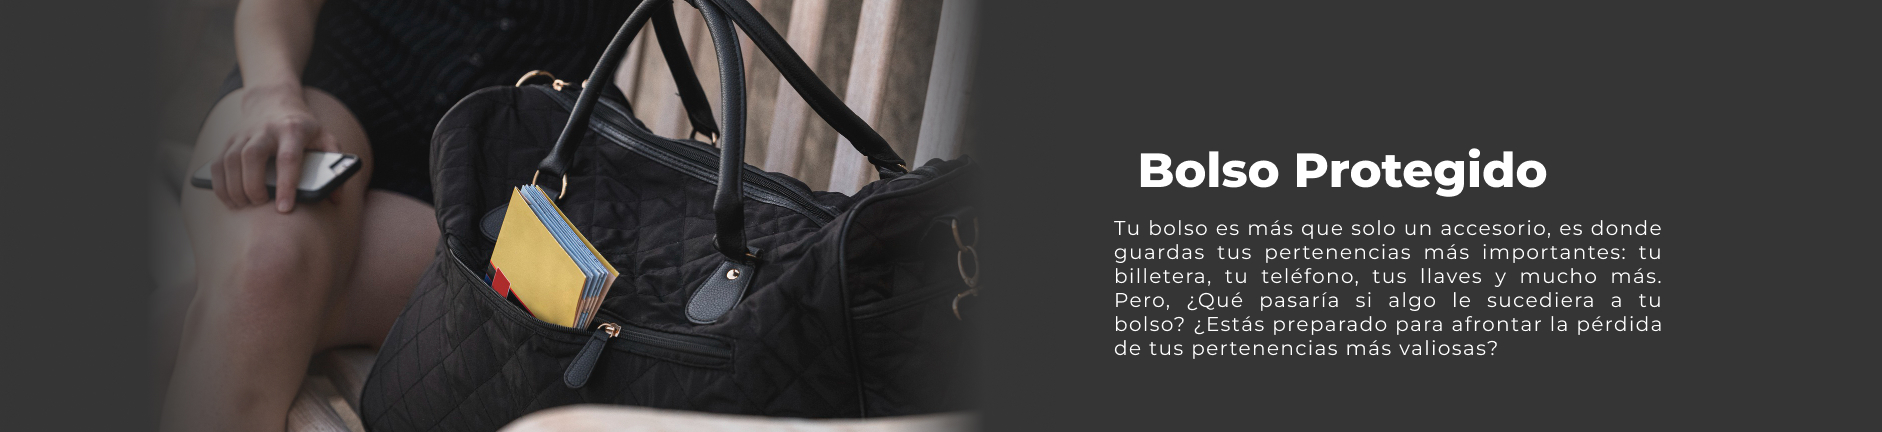 Bolso Protegido
Tu bolso es más que solo un accesorio, es donde
guardas tus pertenencias más importantes: tu
billetera, tu teléfono, tus llaves y mucho más.
Pero, ¿Qué pasaría si algo le sucediera a tu
bolso? ¿Estás preparado para afrontar la pérdida
de tus pertenencias más valiosas?